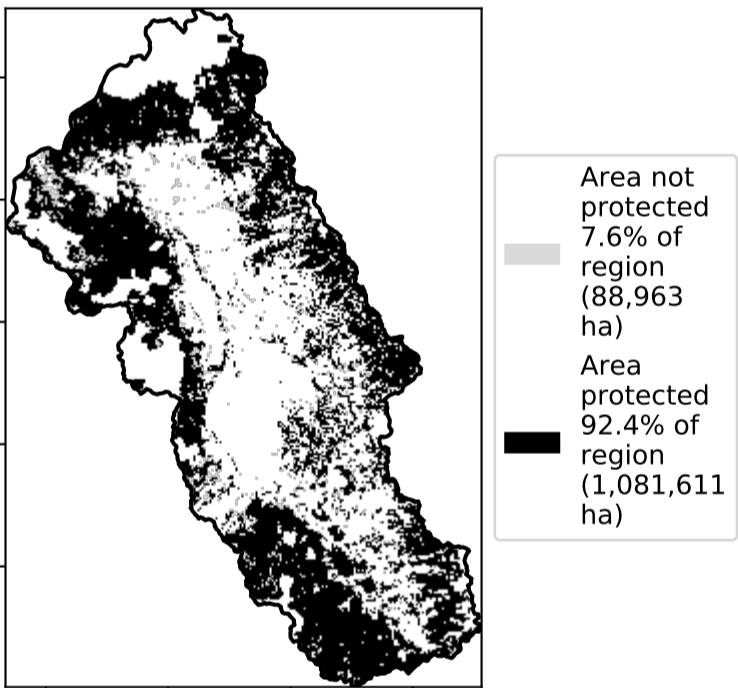 Area not
protected
7.6% of
region
(88,963
ha)
Area
protected
92.4% of
region
(1,081,611
ha)